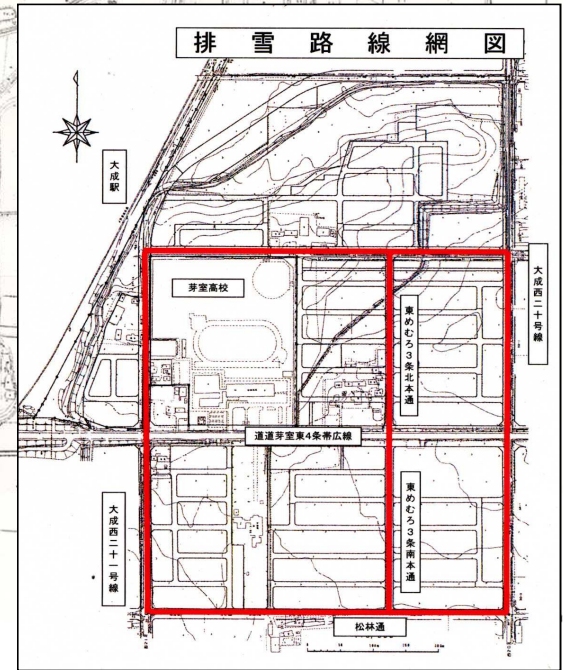 排雪路線網図
大成駅
芽室高校
大成西二十号線
東めむろ3条北本通
道道芽室東4条帯広線
東めむろ3条南本通
大成西二十一号線
松林通